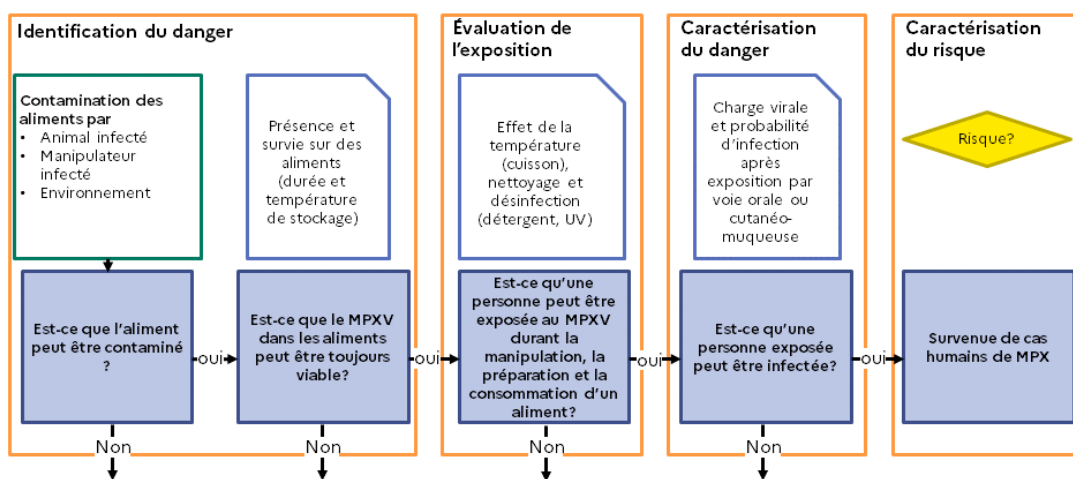 Identification du danger
Contamination des
aliments par
• Animal infecté
• Manipulateur
infecté
• Environnement
Présence et
survie sur des
aliments
(durée et
température
de stockage)
Est-ce que l'aliment
peut être contaminé
?
oui
Est-ce que le MPXV
dans les aliments
peut être toujours
viable?
oui
Non
Non
Évaluation de
l'exposition
Effet de la
température
(cuisson),
nettoyage et
désinfection
(détergent, UV)
Est-ce qu'une
personne peut être
exposée au MPXV
durant la
manipulation, la
préparation et la
consommation d'un
aliment?
oui
Non
Caractérisation
du danger
Charge virale
et probabilité
d'infection
après
exposition par
voie orale ou
cutanéo-
muqueuse
Est-ce qu'une
personne exposée
peut être infectée?
oui
Non
Caractérisation
du risque
Risque?
Survenue de cas
humains de MPX